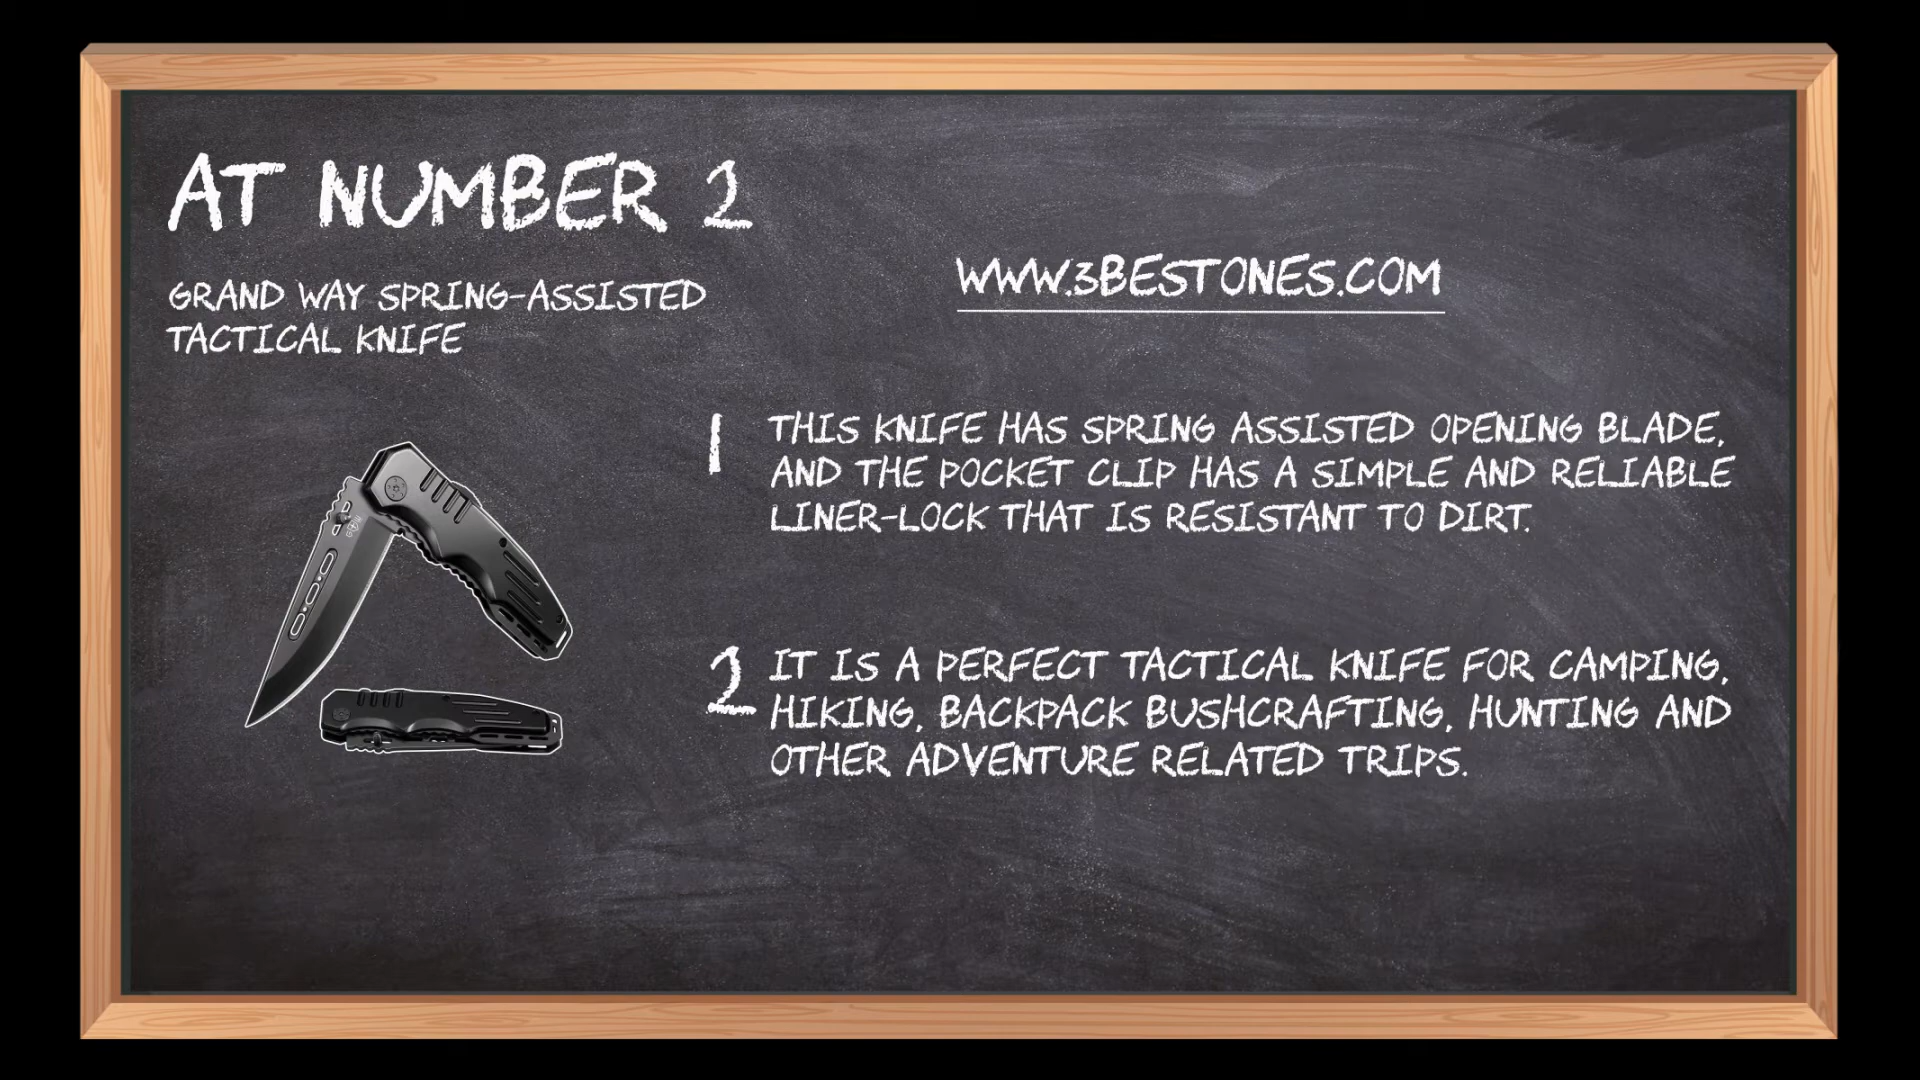 AT NUMBER 2
GRAND WAY SPRING-ASSISTED
TACTICAL KNIFE
WWW.3BESTONES.COM
1 THIS KNIFE HAS SPRING ASSISTED OPENING BLADE,
AND THE POCKET CLIP HAS A SIMPLE AND RELIABLE
LINER-LOCK THAT IS RESISTANT TO DIRT.
2 IT IS A PERFECT TACTICAL KNIFE FOR CAMPING,
HIKING, BACKPACK BUSHCRAFTING, HUNTING AND
OTHER ADVENTURE RELATED TRIPS.